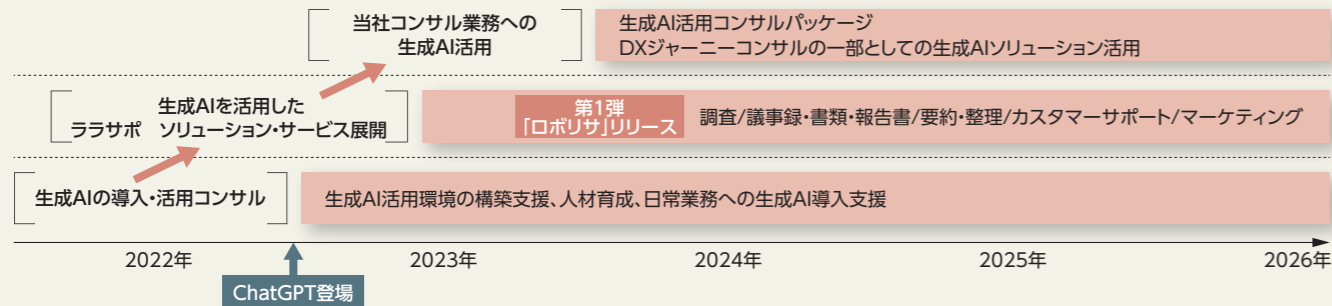 当社コンサル業務への
生成AI活用
生成AI活用コンサルパッケージ
DXジャーニーコンサルの一部としての生成AIソリューション活用
生成AIを活用した
ララサポ　ソリューション・サービス展開
第1弾
「ロボリサ」リリース
調査/議事録・書類・報告書/要約・整理/カスタマーサポート/マーケティング
生成AIの導入・活用コンサル
生成AI活用環境の構築支援、人材育成、日常業務への生成AI導入支援
2022年
2023年
2024年
2025年
2026年
ChatGPT登場